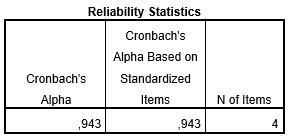 Reliability Statistics
Cronbach's
Alpha Based on
Cronbach's Standardized
Alpha Items N of Items
,943 ,943 4